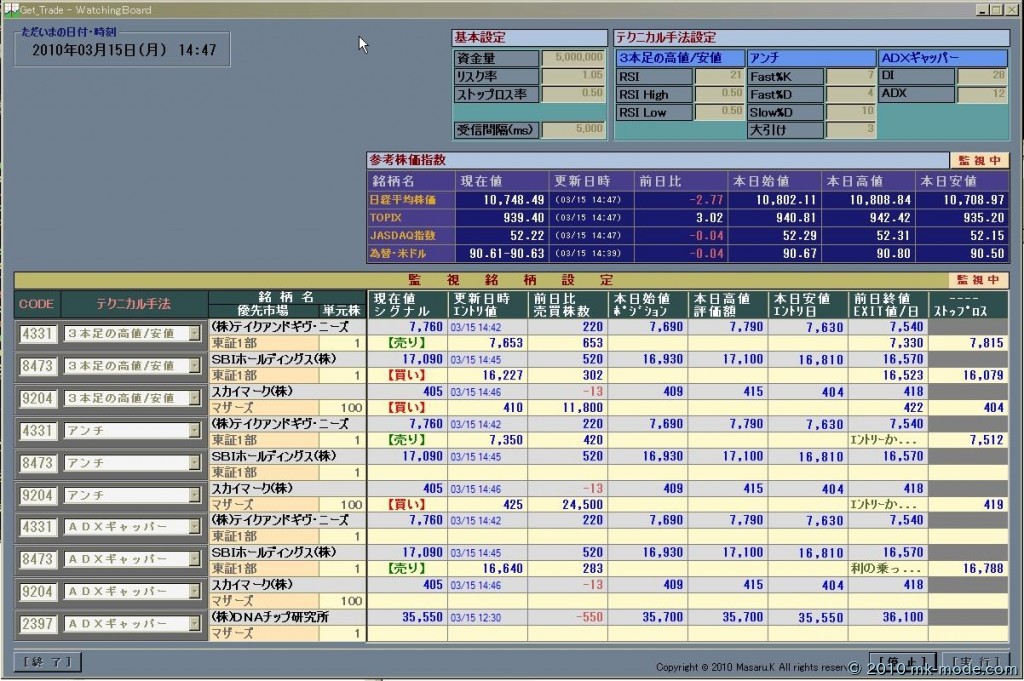 Get_Trade - WatchingBoard
ただいまの日付・時刻
2010年03月15日(月) 14:47
基本設定
資金量 5,000,000
リスク率 1.05
ストップロス率 0.50
受信間隔(ms) 5,000
テクニカル手法設定
3本足の高値/安値 アンチ ADXギャッパー
RSI 21 Fast%K 7 DI 28
RSI High 0.50 Fast%D 4 ADX 12
RSI Low 0.50 Slow%D 10
大引け 3
参考株価指数 監視中
銘柄名 現在値 更新日時 前日比 本日始値 本日高値 本日安値
日経平均株価 10,748.49 (03/15 14:47) -2.77 10,802.11 10,808.84 10,708.97
TOPIX 939.40 (03/15 14:47) 3.02 940.81 942.42 935.20
JASDAQ指数 52.22 (03/15 14:47) -0.04 52.29 52.31 52.15
為替・米ドル 90.61-90.63 (03/15 14:39) -0.04 90.67 90.80 90.50
監視銘柄設定 監視中
CODE テクニカル手法 銘柄名 現在値 更新日時 前日比 本日始値 本日高値 本日安値 前日終値 ----
優先市場 単元株 シグナル エントリ値 売買株数 ポジション 評価額 エントリ日 EXIT値/日 ストップロス
4331 3本足の高値/安値 (株)テイクアンドギヴ・ニーズ 7,760 03/15 14:42 220 7,690 7,790 7,630 7,540
東証1部 1 【売り】 7,653 653 7,330 7,815
8473 3本足の高値/安値 SBIホールディングス(株) 17,090 03/15 14:45 520 16,930 17,100 16,810 16,570
東証1部 1 【買い】 16,227 302 16,523 16,079
9204 3本足の高値/安値 スカイマーク(株) 405 03/15 14:46 -13 409 415 404 418
マザーズ 100 【買い】 410 11,800 422 404
4331 アンチ (株)テイクアンドギヴ・ニーズ 7,760 03/15 14:42 220 7,690 7,790 7,630 7,540
東証1部 1 【売り】 7,350 420 エントリーか... 7,512
8473 アンチ SBIホールディングス(株) 17,090 03/15 14:45 520 16,930 17,100 16,810 16,570
東証1部 1
9204 アンチ スカイマーク(株) 405 03/15 14:46 -13 409 415 404 418
マザーズ 100 【買い】 425 24,500 エントリーか... 419
4331 ADXギャッパー (株)テイクアンドギヴ・ニーズ 7,760 03/15 14:42 220 7,690 7,790 7,630 7,540
東証1部 1
8473 ADXギャッパー SBIホールディングス(株) 17,090 03/15 14:45 520 16,930 17,100 16,810 16,570
東証1部 1 【売り】 16,640 283 利の乗っ... 16,788
9204 ADXギャッパー スカイマーク(株) 405 03/15 14:46 -13 409 415 404 418
マザーズ 100
2397 ADXギャッパー (株)DNAチップ研究所 35,550 03/15 12:30 -550 35,700 35,700 35,550 36,100
マザーズ 1
[終了] [停止] [実行]
Copyright © 2010 Masaru.K All rights reserv
© 2010 mk-mode.com